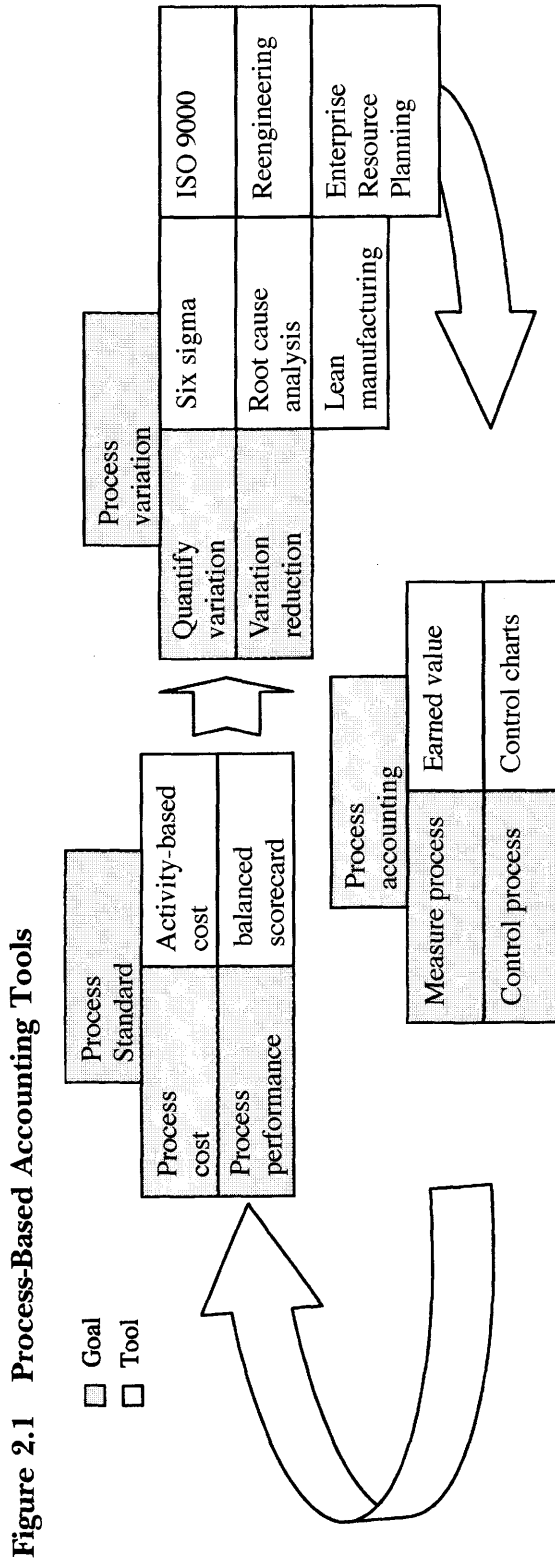 Figure 2.1 Process-Based Accounting Tools
Goal
Tool
Process
Standard
Process
cost
Activity-based
cost
Process
performance
balanced
scorecard
Process
variation
Quantify
variation
Six sigma
ISO 9000
Variation
reduction
Root cause
analysis
Reengineering
Lean
manufacturing
Enterprise
Resource
Planning
Process
accounting
Measure process
Earned value
Control process
Control charts